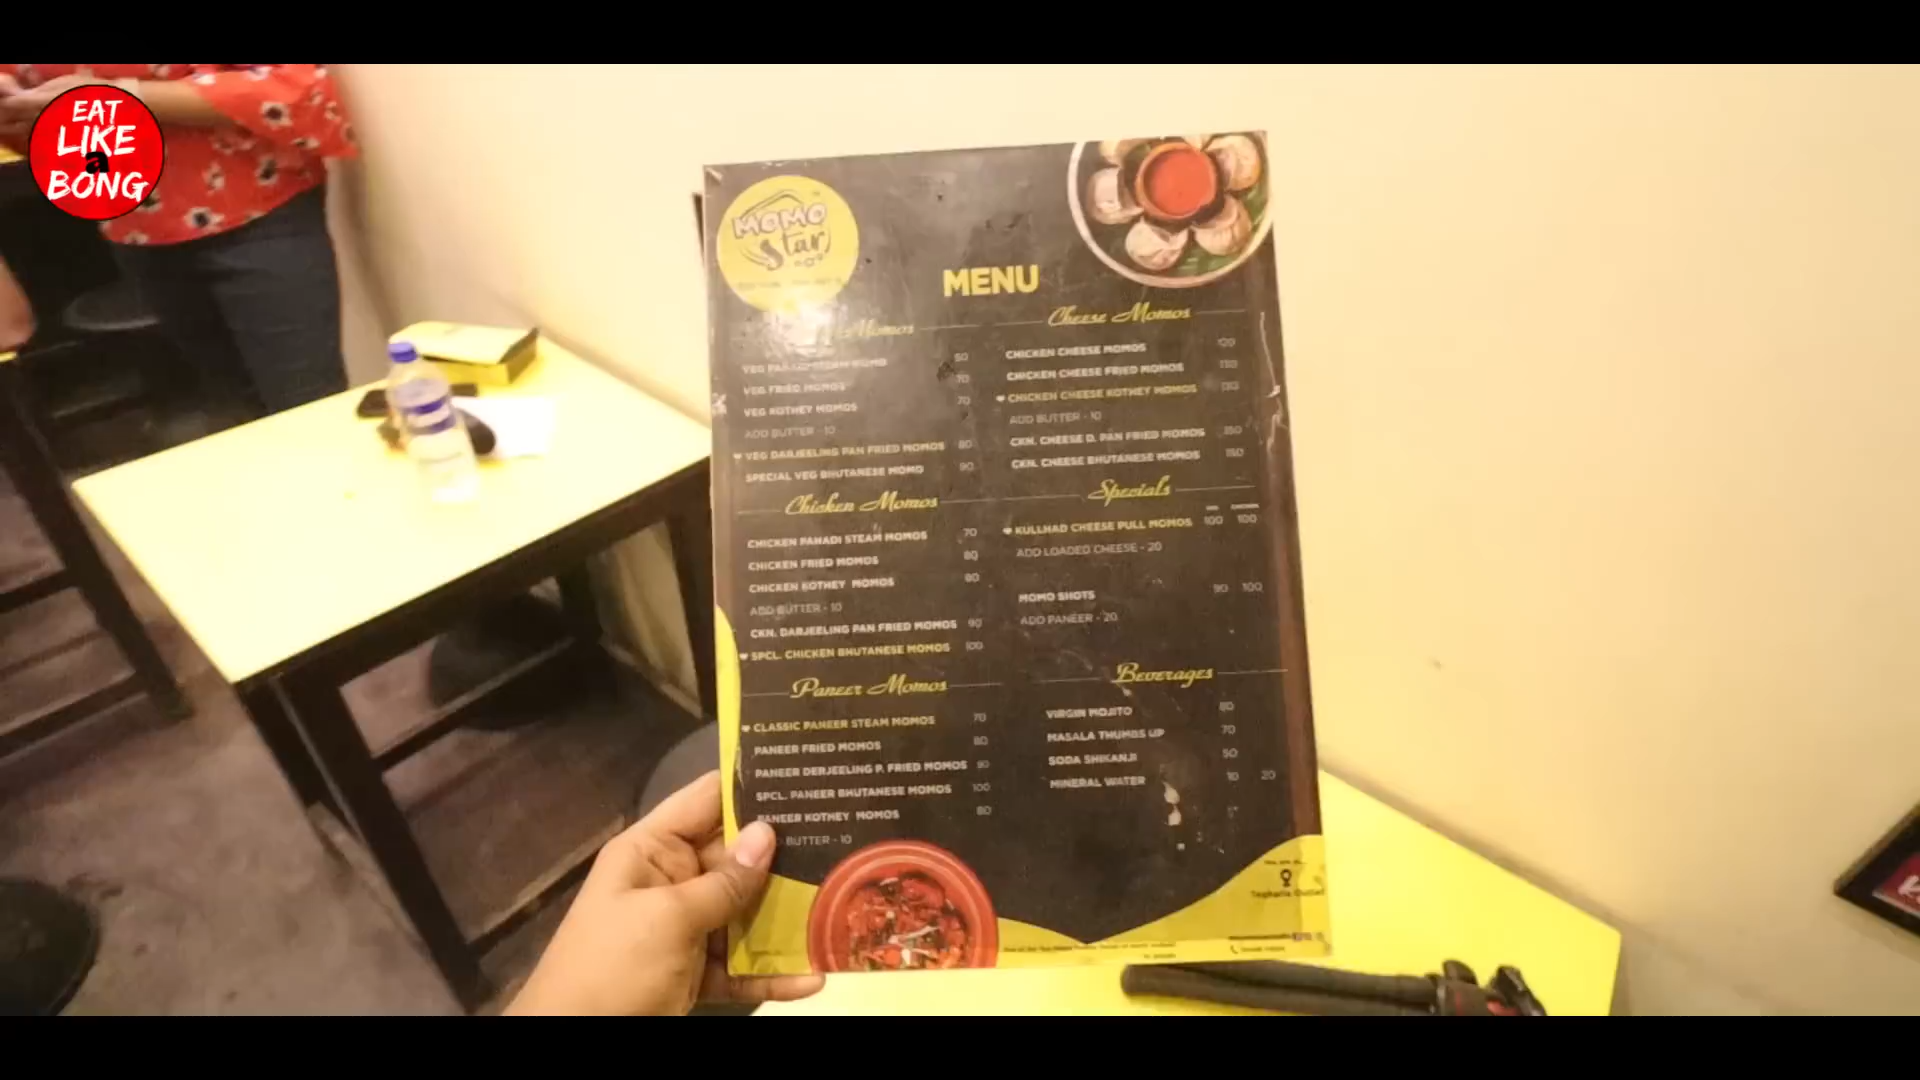 EAT
LIKE
a
BONG
MOMO
Star
MENU
Momos
VEG FRIED MOMOS 70
VEG KOTHEY MOMOS 70
ADD BUTTER - 10
VEG DARJEELING PAN FRIED MOMOS 80
SPECIAL VEG BHUTANESE MOMO 90
Chicken Momos
CHICKEN PAHADI STEAM MOMOS 70
CHICKEN FRIED MOMOS 80
CHICKEN KOTHEY MOMOS 80
ADD BUTTER - 10
CKN. DARJEELING PAN FRIED MOMOS 90
SPCL. CHICKEN BHUTANESE MOMOS 100
Paneer Momos
CLASSIC PANEER STEAM MOMOS 70
PANEER FRIED MOMOS 80
PANEER DERJEELING P. FRIED MOMOS 90
SPCL. PANEER BHUTANESE MOMOS 100
PANEER KOTHEY MOMOS 80
BUTTER - 10
Cheese Momos
CHICKEN CHEESE MOMOS 120
CHICKEN CHEESE FRIED MOMOS 130
CHICKEN CHEESE KOTHEY MOMOS 130
ADD BUTTER - 10
CKN. CHEESE D. PAN FRIED MOMOS
CKN. CHEESE BHUTANESE MOMOS
Specials
KULLHAD CHEESE PULL MOMOS 100 100
ADD LOADED CHEESE - 20
MOMO SHOTS 90 100
ADD PANEER - 20
Beverages
VIRGIN MOJITO 80
MASALA THUMBS UP 70
SODA SHIKANJI 50
MINERAL WATER 10 20